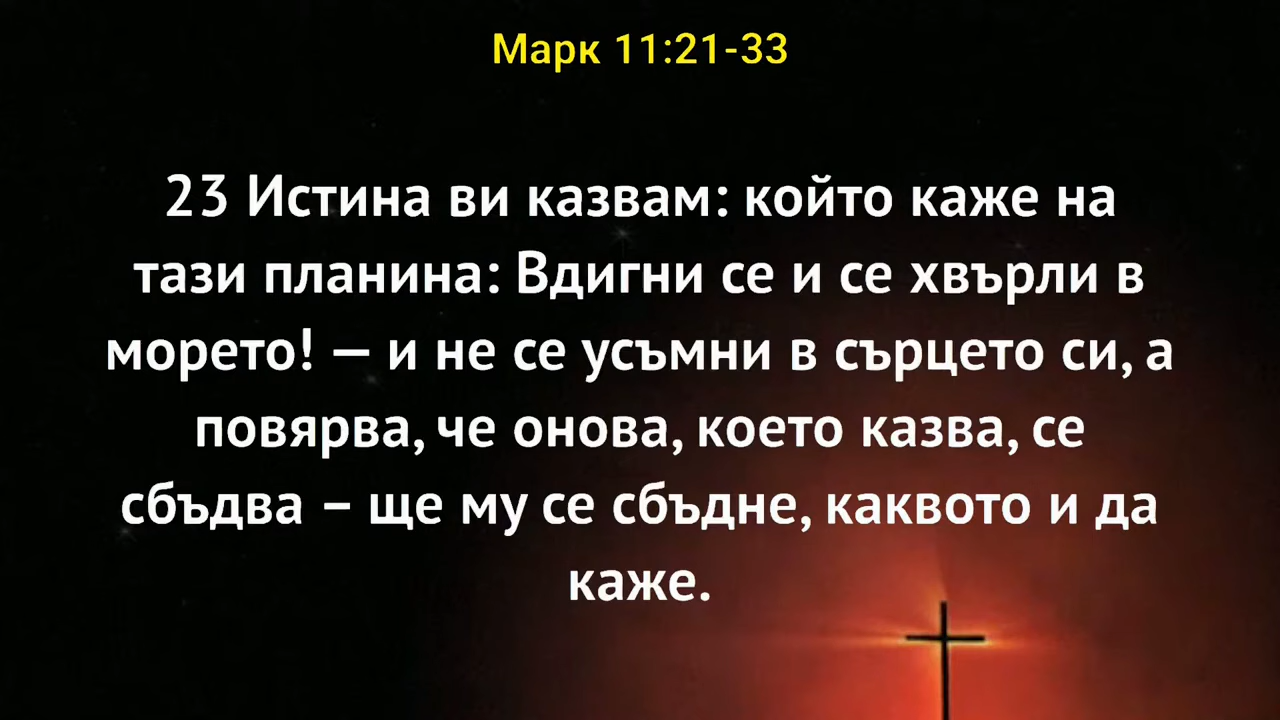 Марк 11:21-33
23 Истина ви казвам: който каже на
тази планина: Вдигни се и се хвърли в
морето! — и не се усъмни в сърцето си, а
повярва, че онова, което казва, се
сбъдва – ще му се сбъдне, каквото и да
каже.